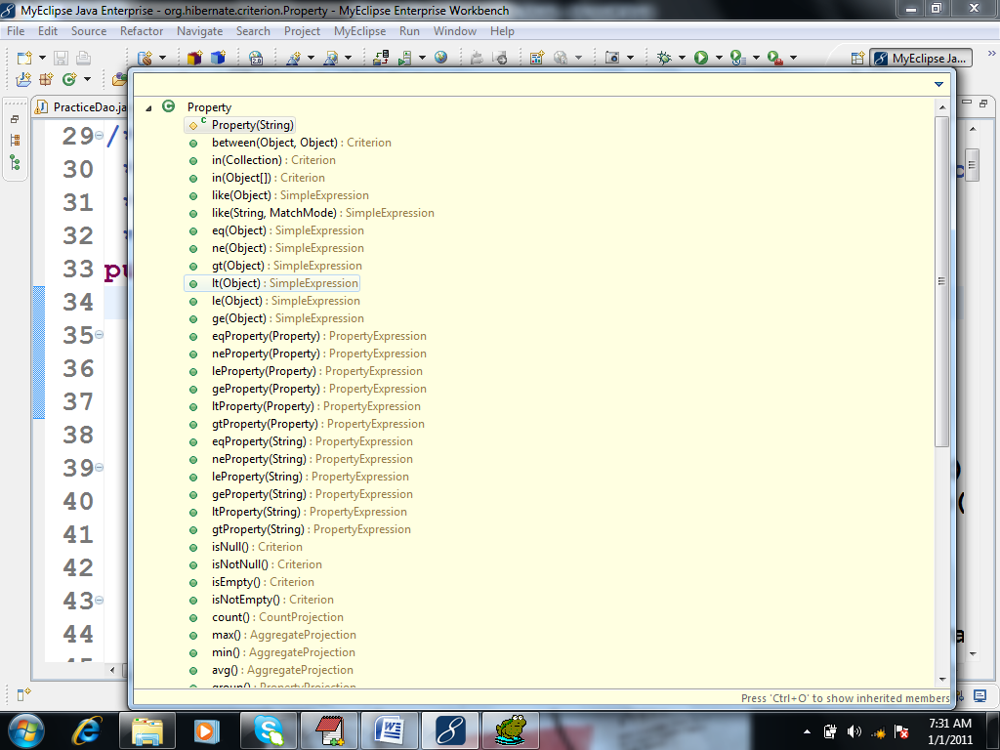 MyEclipse Java Enterprise - org.hibernate.criterion.Property - MyEclipse Enterprise Workbench
File Edit Source Refactor Navigate Search Project MyEclipse Run Window Help
MyEclipse Ja...
PracticeDao.ja
Property
Property(String)
between(Object, Object) : Criterion
in(Collection) : Criterion
in(Object[]) : Criterion
like(Object) : SimpleExpression
like(String, MatchMode) : SimpleExpression
eq(Object) : SimpleExpression
ne(Object) : SimpleExpression
gt(Object) : SimpleExpression
lt(Object) : SimpleExpression
le(Object) : SimpleExpression
ge(Object) : SimpleExpression
eqProperty(Property) : PropertyExpression
neProperty(Property) : PropertyExpression
leProperty(Property) : PropertyExpression
geProperty(Property) : PropertyExpression
ltProperty(Property) : PropertyExpression
gtProperty(Property) : PropertyExpression
eqProperty(String) : PropertyExpression
neProperty(String) : PropertyExpression
leProperty(String) : PropertyExpression
geProperty(String) : PropertyExpression
ltProperty(String) : PropertyExpression
gtProperty(String) : PropertyExpression
isNull() : Criterion
isNotNull() : Criterion
isEmpty() : Criterion
isNotEmpty() : Criterion
count() : CountProjection
max() : AggregateProjection
min() : AggregateProjection
avg() : AggregateProjection
group() : PropertyProjection
Press 'Ctrl+O' to show inherited members
29 /*
30 *
31 *
32 *
33 pu
34
35
36
37
38
39
40
41
42
43
44
7:31 AM
1/1/2011